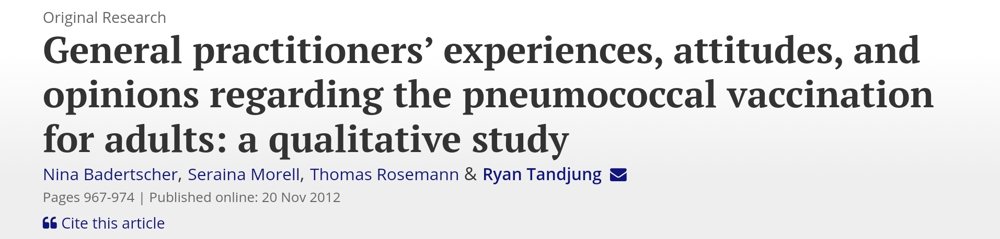 Original Research
General practitioners’ experiences, attitudes, and
opinions regarding the pneumococcal vaccination
for adults: a qualitative study
Nina Badertscher, Seraina Morell, Thomas Rosemann & Ryan Tandjung
Pages 967-974 | Published online: 20 Nov 2012
Cite this article